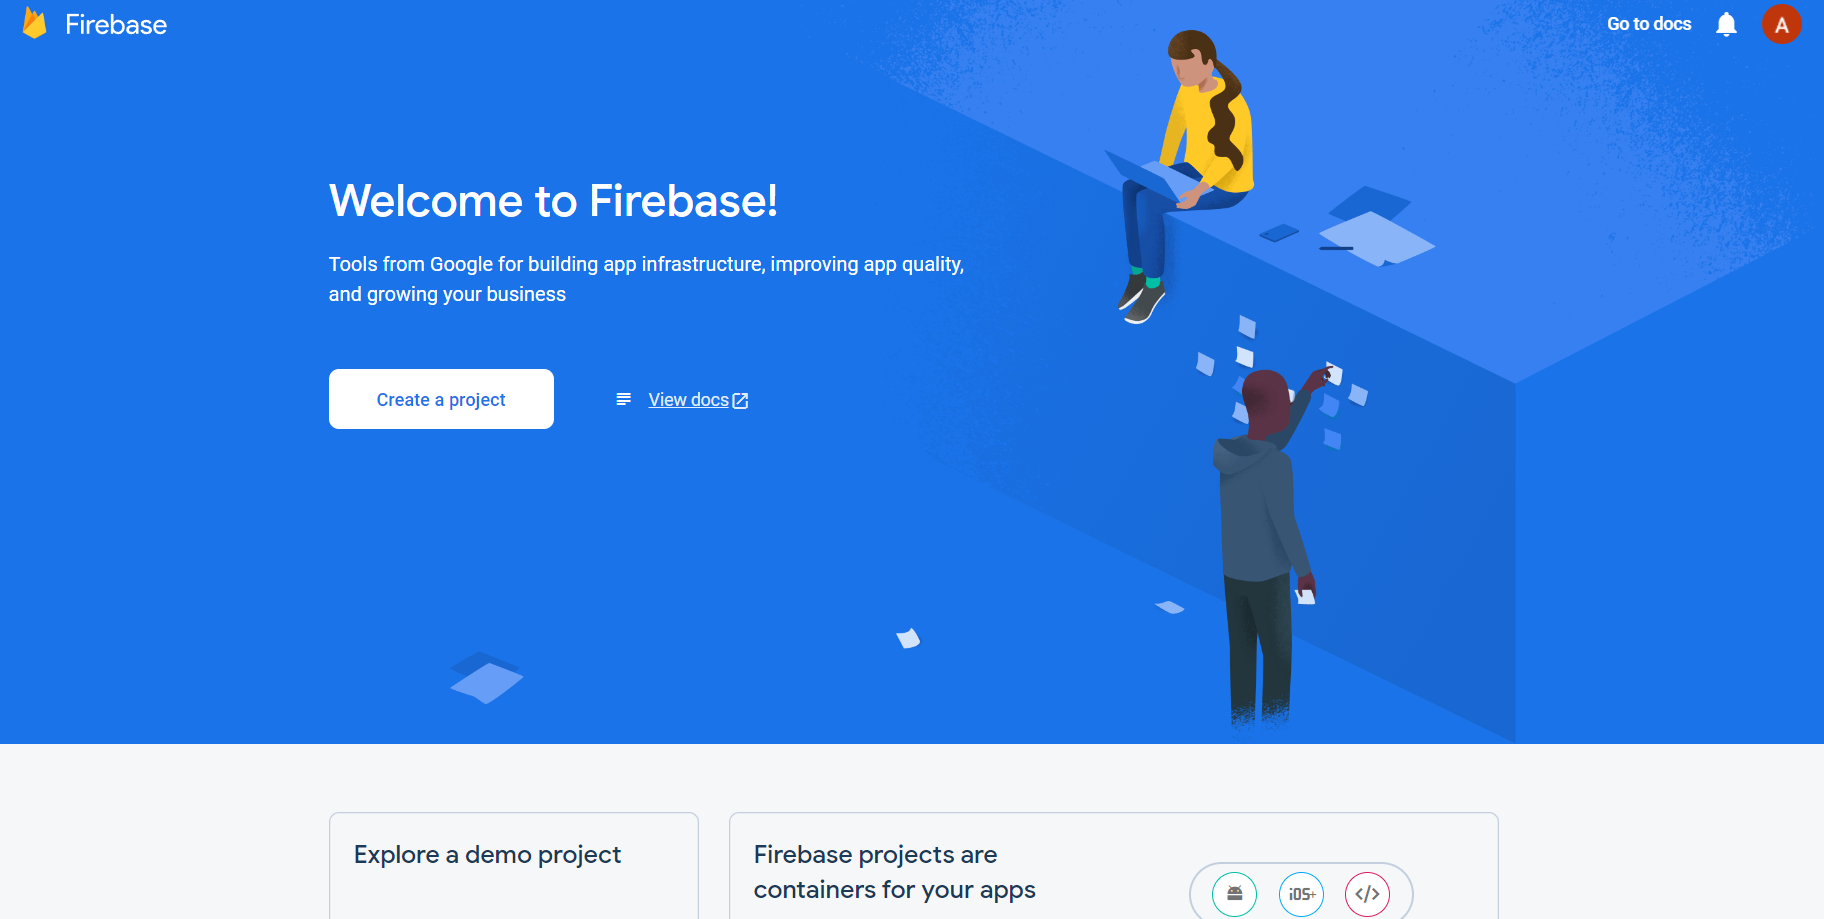 Firebase
Go to docs
A
Welcome to Firebase!
Tools from Google for building app infrastructure, improving app quality,
and growing your business
Create a project
View docs
Explore a demo project
Firebase projects are
containers for your apps
iOS+